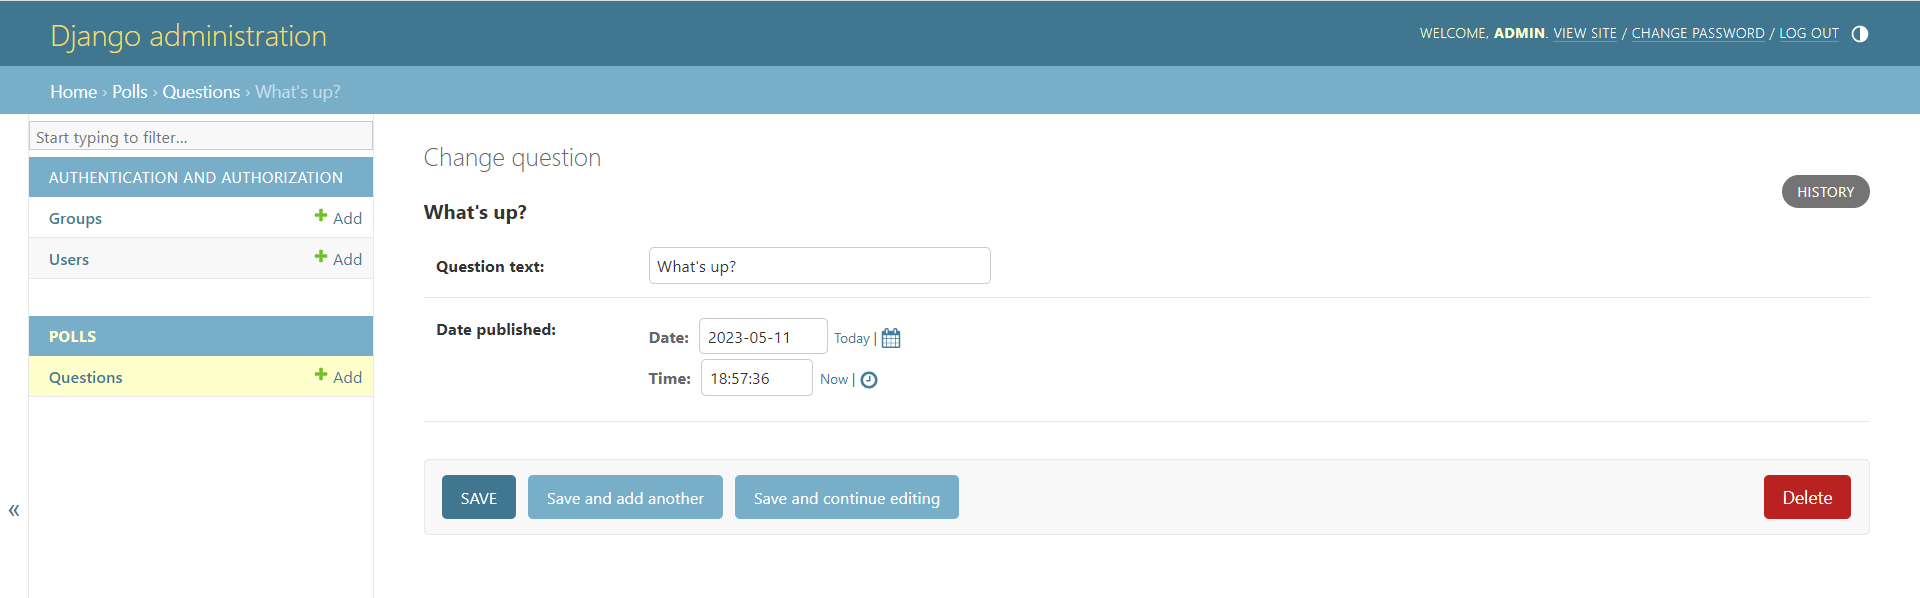 Django administration
WELCOME, ADMIN. VIEW SITE / CHANGE PASSWORD / LOG OUT
Home › Polls › Questions › What's up?
Start typing to filter...
AUTHENTICATION AND AUTHORIZATION
Groups Add
Users Add
POLLS
Questions Add
«
Change question
HISTORY
What's up?
Question text: What's up?
Date published: Date: 2023-05-11 Today |
Time: 18:57:36 Now |
SAVE Save and add another Save and continue editing Delete